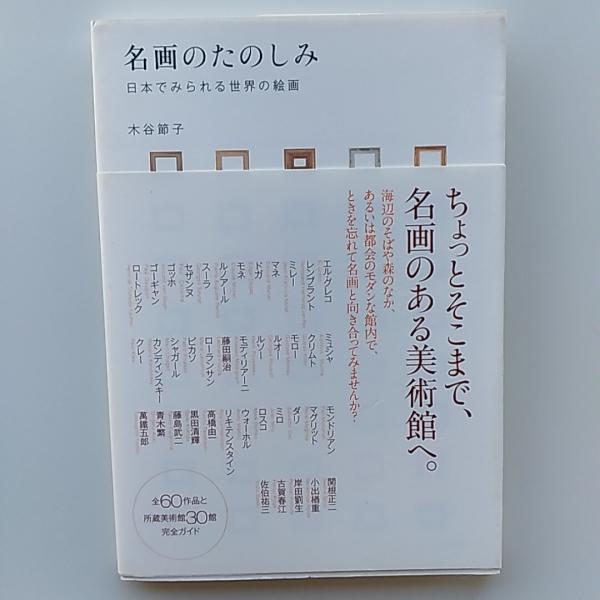 名画のたのしみ
日本でみられる世界の絵画
木谷節子
ちょっとそこまで、
名画のある美術館へ。
海辺のそばや森のなか、
あるいは都会のモダンな館内で、
ときを忘れて名画と向き合ってみませんか?
エル・グレコ
レンブラント
ミレー
マネ
ドガ
モネ
ルノアール
スーラ
セザンヌ
ゴッホ
ゴーギャン
ロートレック
ミュシャ
クリムト
モロー
ルオー
ルソー
モディリアーニ
藤田嗣治
ローランサン
ピカソ
シャガール
カンディンスキー
クレー
モンドリアン
マグリット
ダリ
ミロ
ロスコ
ウォーホル
リキテンスタイン
高橋由一
黒田清輝
藤島武二
青木繁
萬鐵五郎
関根正二
小出楢重
岸田劉生
古賀春江
佐伯祐三
全60作品と
所蔵美術館30館
完全ガイド